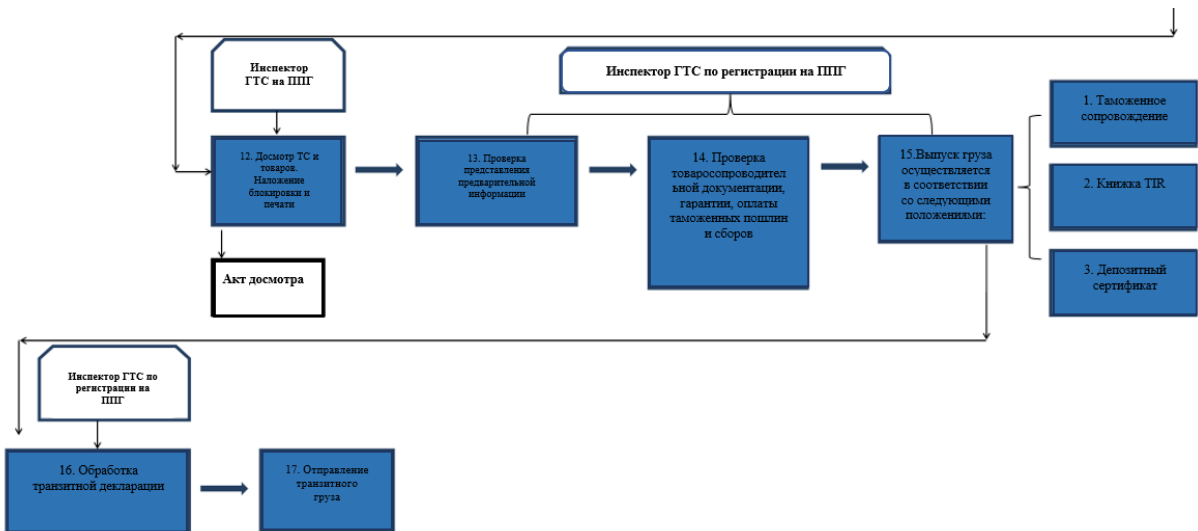 Инспектор
ГТС на ППГ
Инспектор ГТС по регистрации на ППГ
12. Досмотр ТС и
товаров.
Наложение
блокировки и
печати
13. Проверка
представления
предварительной
информации
14. Проверка
товаросопроводител
ьной документации,
гарантии, оплаты
таможенных пошлин
и сборов
15.Выпуск груза
осуществляется
в соответствии
со следующими
положениями:
1. Таможенное
сопровождение
2. Книжка TIR
3. Депозитный
сертификат
Акт досмотра
Инспектор ГТС по
регистрации на
ППГ
16. Обработка
транзитной декларации
17. Отправление
транзитного
груза